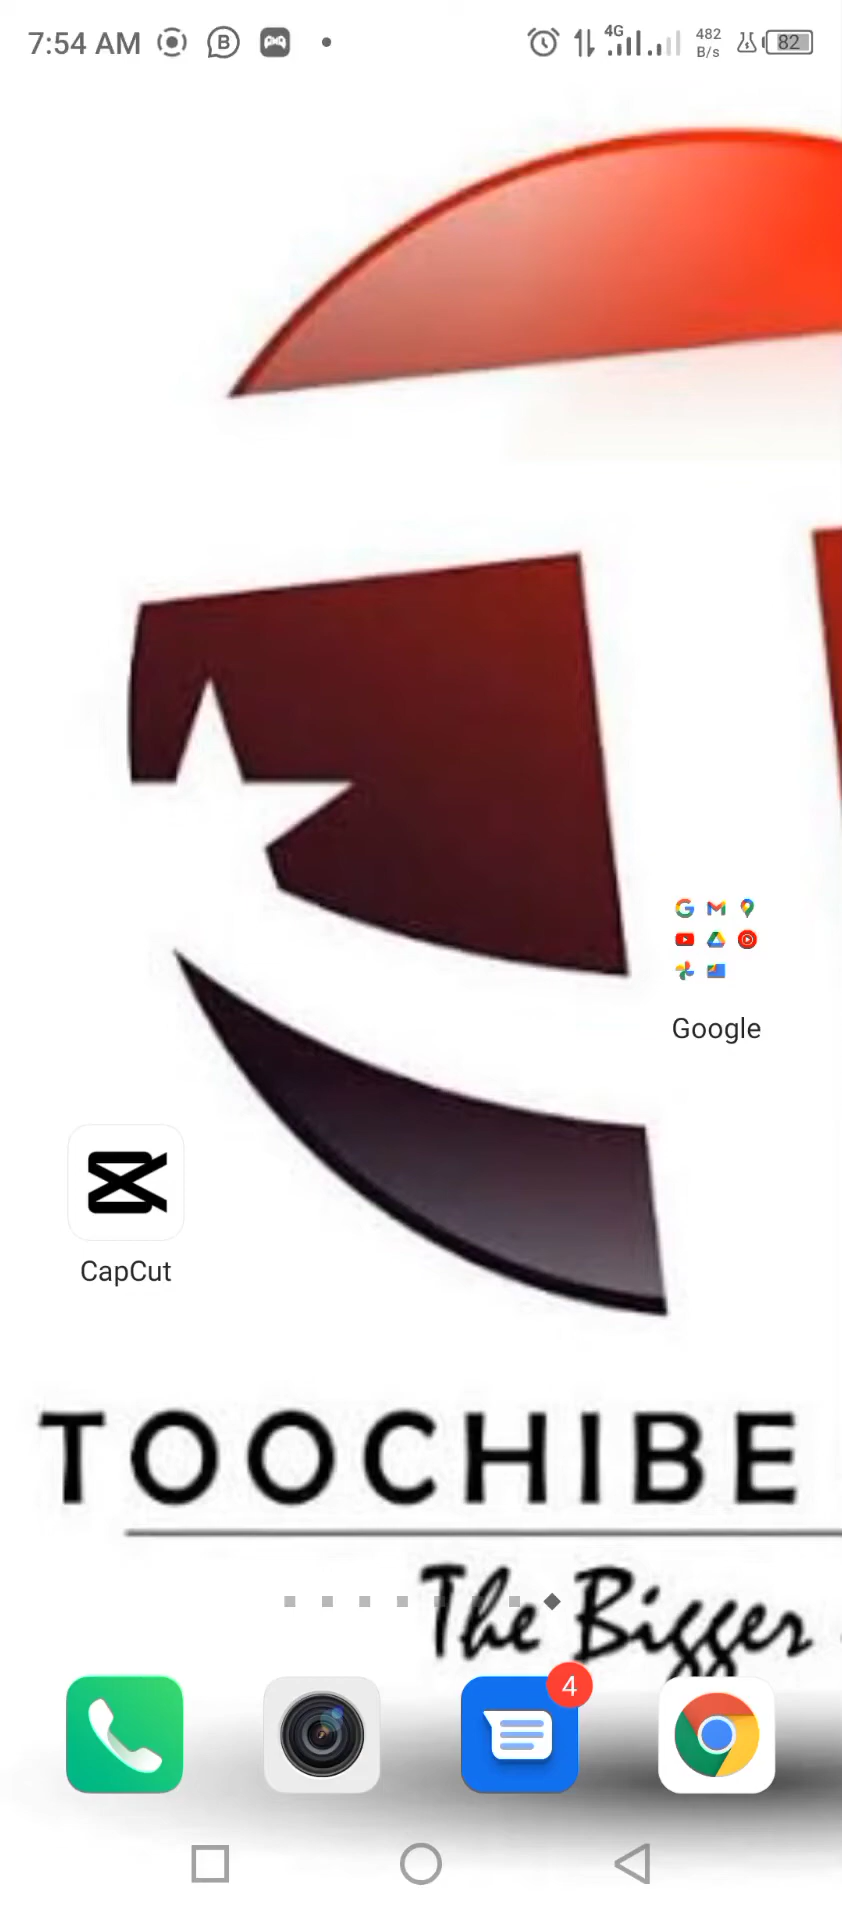 7:54 AM
4G
482
B/s
82
Google
CapCut
TOOCHIBE
The Bigger
4